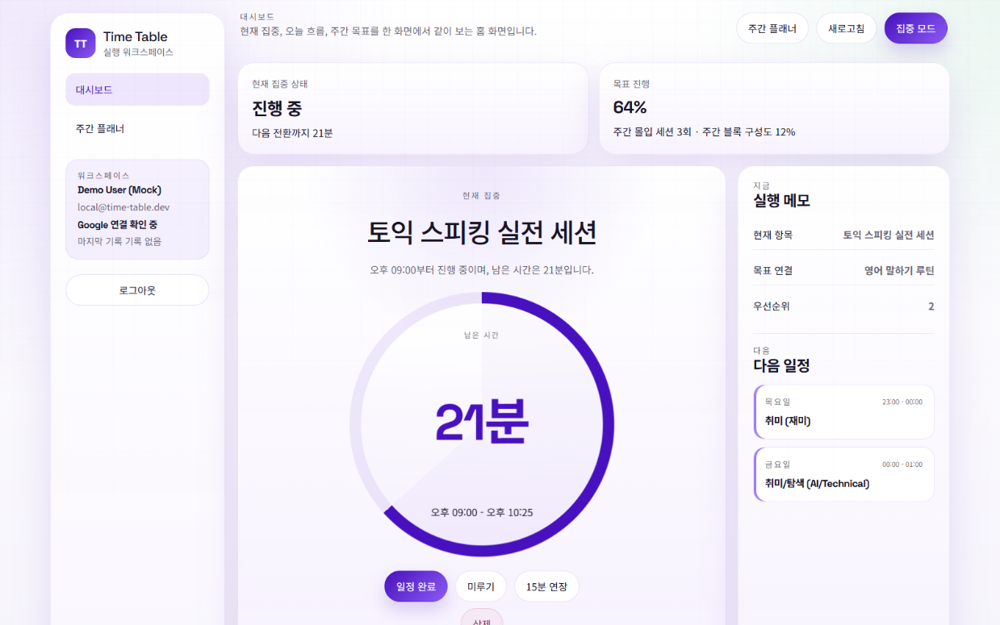 TT
Time Table
실행 워크스페이스
대시보드
주간 플래너
워크스페이스
Demo User (Mock)
local@time-table.dev
Google 연결 확인 중
마지막 기록 기록 없음
로그아웃
대시보드
현재 집중, 오늘 흐름, 주간 목표를 한 화면에서 같이 보는 홈 화면입니다.
주간 플래너
새로고침
집중 모드
현재 집중 상태
진행 중
다음 전환까지 21분
목표 진행
64%
주간 몰입 세션 3회 · 주간 블록 구성도 12%
현재 집중
토익 스피킹 실전 세션
오후 09:00부터 진행 중이며, 남은 시간은 21분입니다.
남은 시간
21분
오후 09:00 - 오후 10:25
일정 완료
미루기
15분 연장
삭제
지금
실행 메모
현재 항목 토익 스피킹 실전 세션
목표 연결 영어 말하기 루틴
우선순위 2
다음
다음 일정
목요일 23:00 - 00:00
취미 (재미)
금요일 00:00 - 01:00
취미/탐색 (AI/Technical)